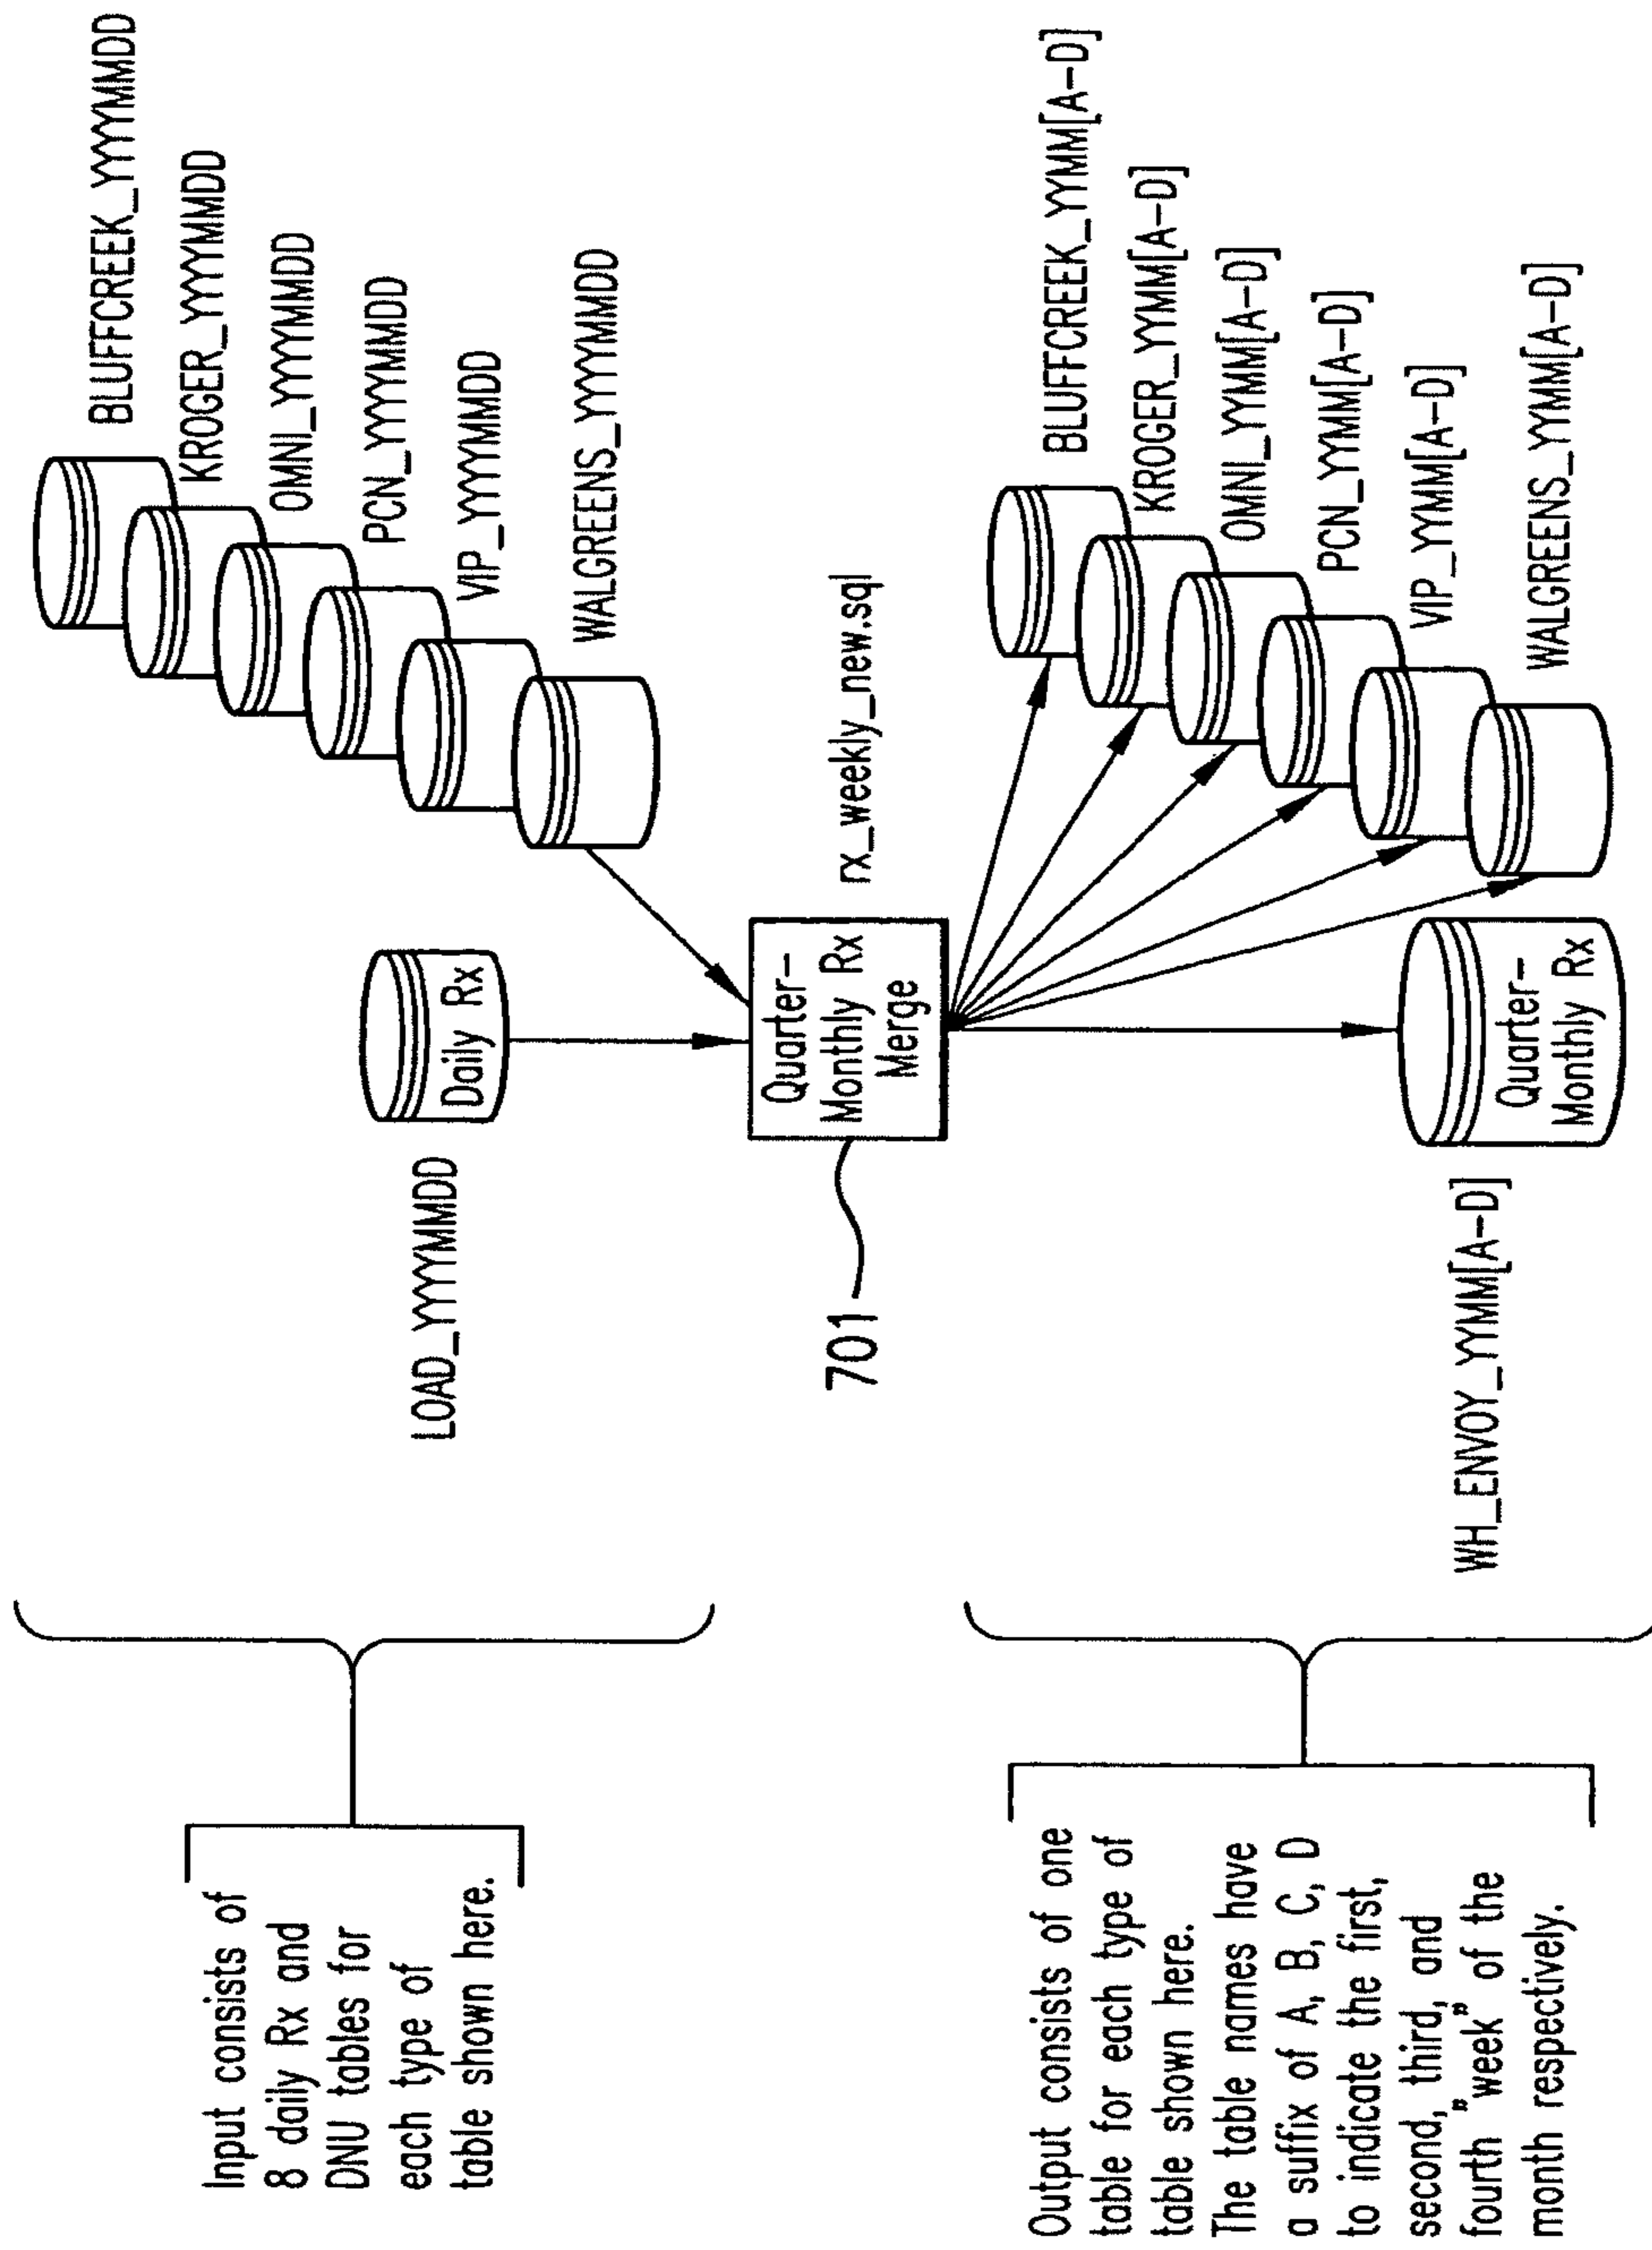 Input consists of
8 daily Rx and
DNU tables for
each type of
table shown here.
LOAD_YYYYMMDD
Daily Rx
BLUFFCREEK_YYYYMMDD
KROGER_YYYYMMDD
OMNI_YYYYMMDD
PCN_YYYYMMDD
VIP_YYYYMMDD
WALGREENS_YYYYMMDD
701
Quarter-
Monthly Rx
Merge
rx_weekly_new.sql
Output consists of one
table for each type of
table shown here.
The table names have
a suffix of A, B, C, D
to indicate the first,
second, third, and
fourth "week" of the
month respectively.
WH_ENVOY_YYMM[A-D]
Quarter-
Monthly Rx
BLUFFCREEK_YYMM[A-D]
KROGER_YYMM[A-D]
OMNI_YYMM[A-D]
PCN_YYMM[A-D]
VIP_YYMM[A-D]
WALGREENS_YYMM[A-D]